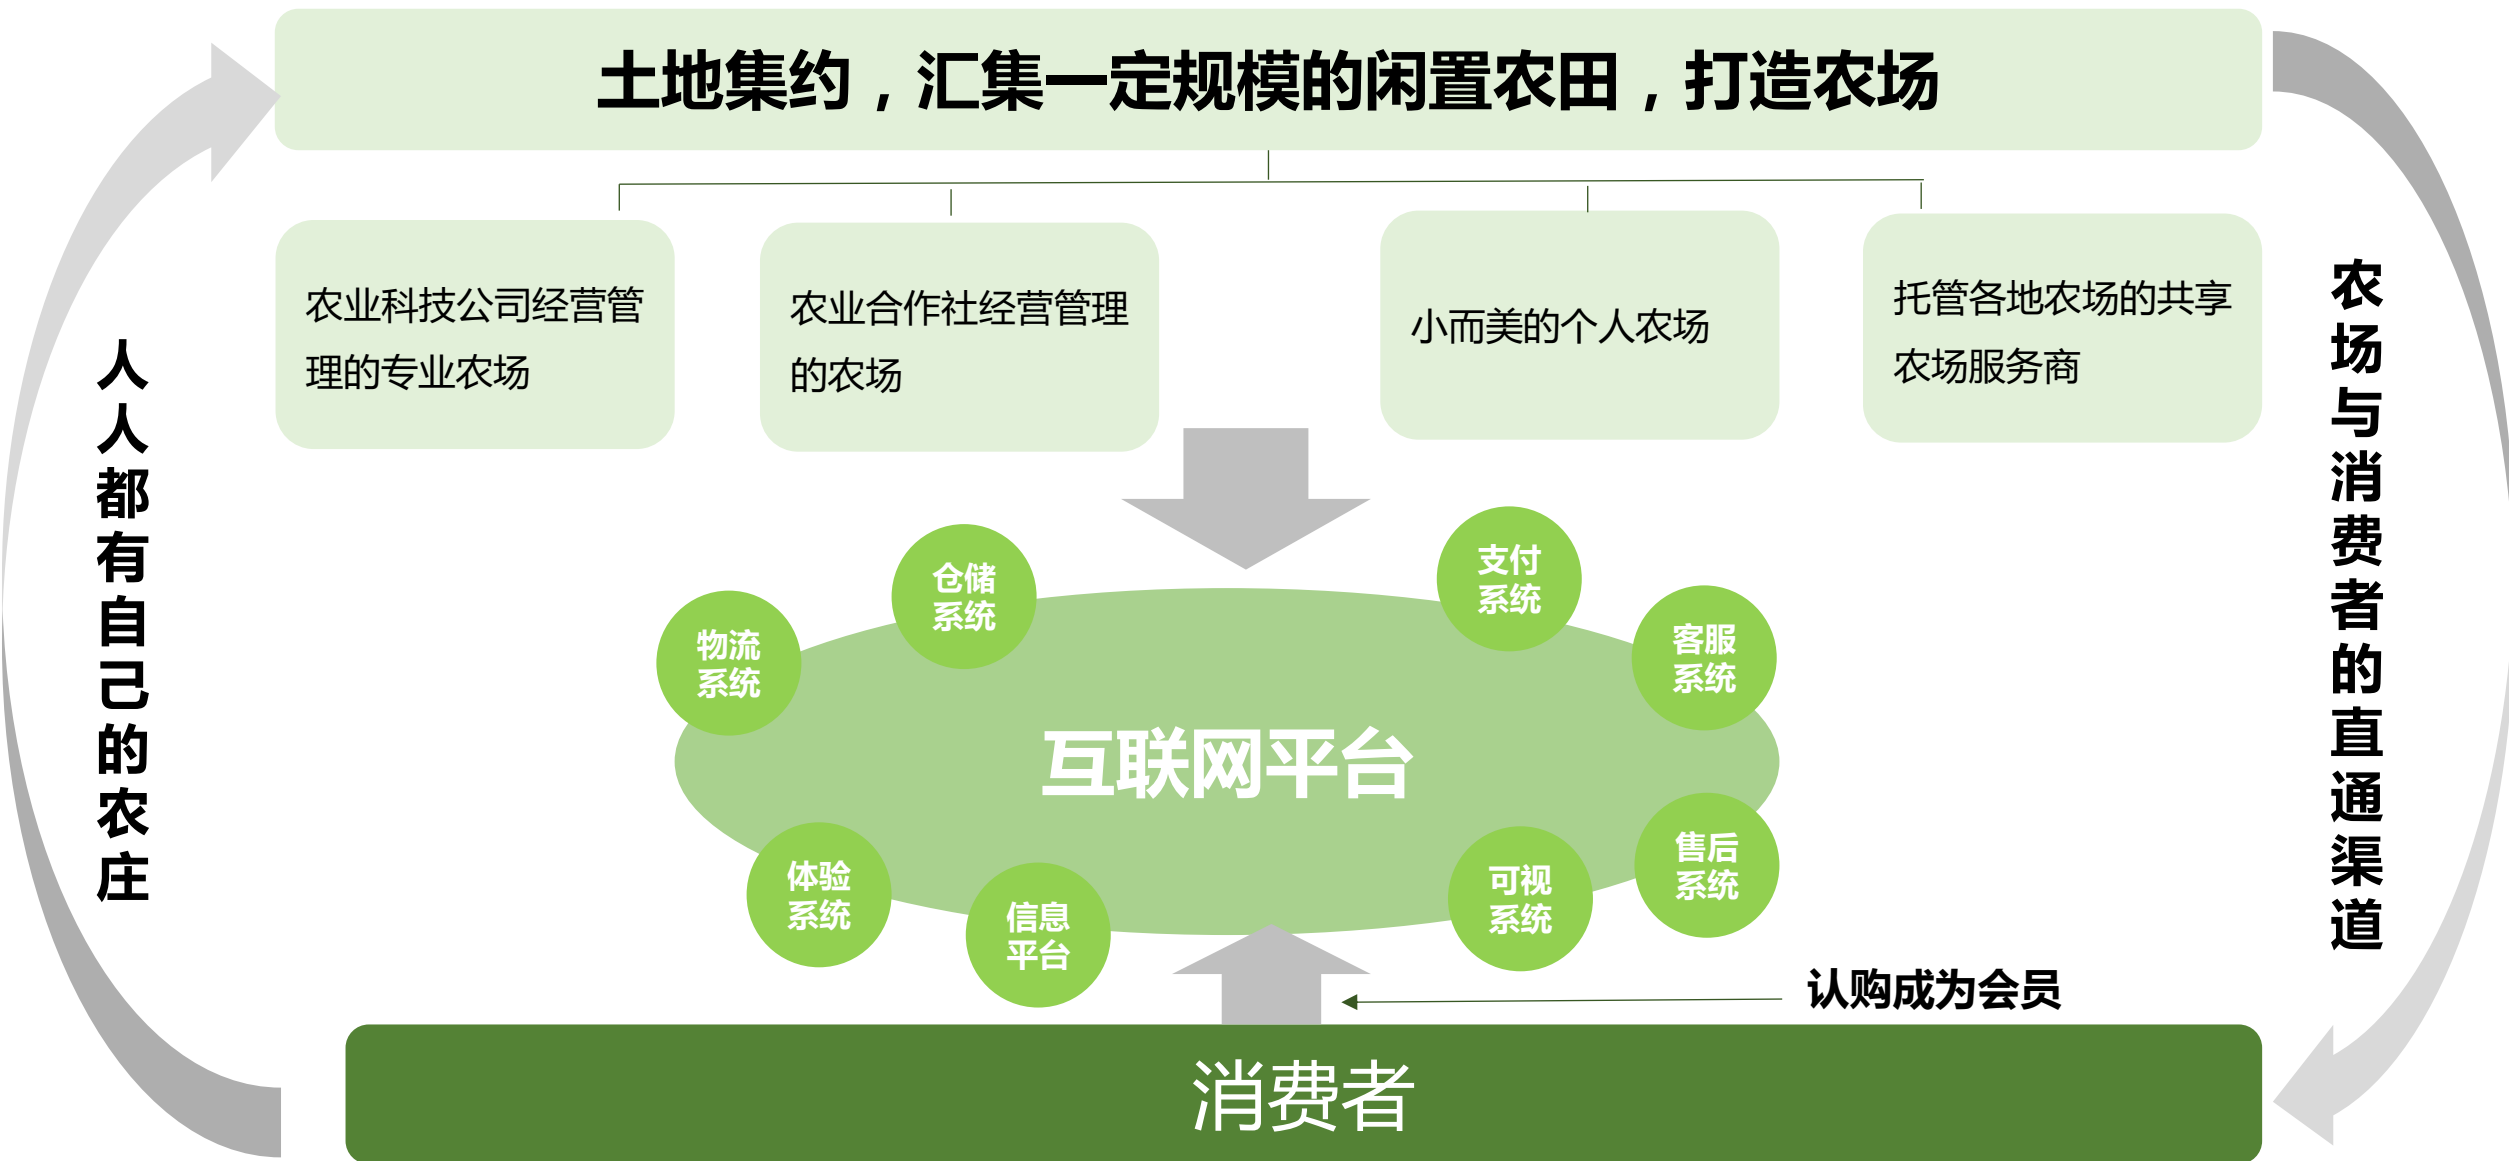 土地集约，汇集一定规模的闲置农田，打造农场
农业科技公司经营管
理的专业农场
农业合作社经营管理
的农场
小而美的个人农场
托管各地农场的共享
农场服务商
人人都有自己的农庄
农场与消费者的直通渠道
仓储
系统
支付
系统
物流
系统
客服
系统
互联网平台
体验
系统
信息
平台
可视
系统
售后
系统
认购成为会员
消费者